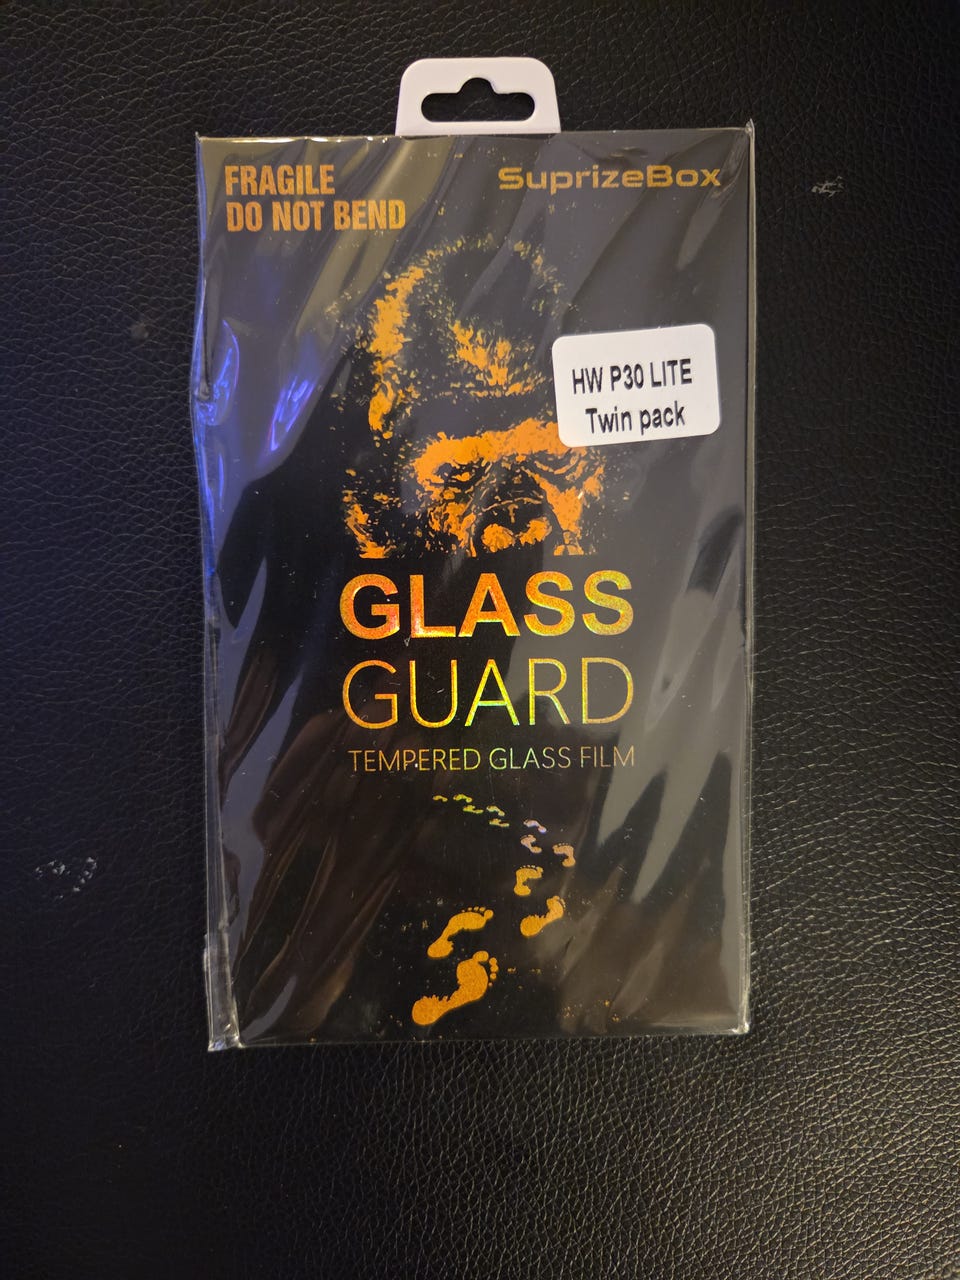 FRAGILE
DO NOT BEND
SuprizeBox
HW P30 LITE
Twin pack
GLASS
GUARD
TEMPERED GLASS FILM